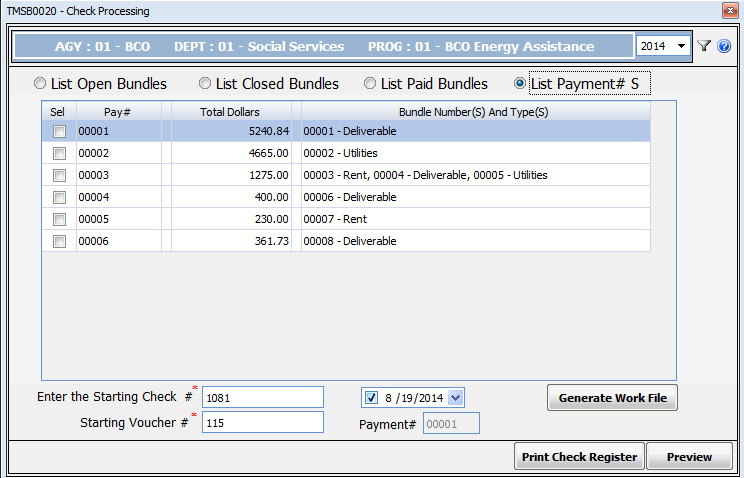 TMSB0020 - Check Processing
AGY : 01 - BCO DEPT : 01 - Social Services PROG : 01 - BCO Energy Assistance 2014
List Open Bundles List Closed Bundles List Paid Bundles List Payment# S
Sel Pay# Total Dollars Bundle Number(S) And Type(S)
00001 5240.84 00001 - Deliverable
00002 4665.00 00002 - Utilities
00003 1275.00 00003 - Rent, 00004 - Deliverable, 00005 - Utilities
00004 400.00 00006 - Deliverable
00005 230.00 00007 - Rent
00006 361.73 00008 - Deliverable
Enter the Starting Check #* 1081 8 /19/2014 Generate Work File
Starting Voucher #* 115 Payment# 00001
Print Check Register Preview